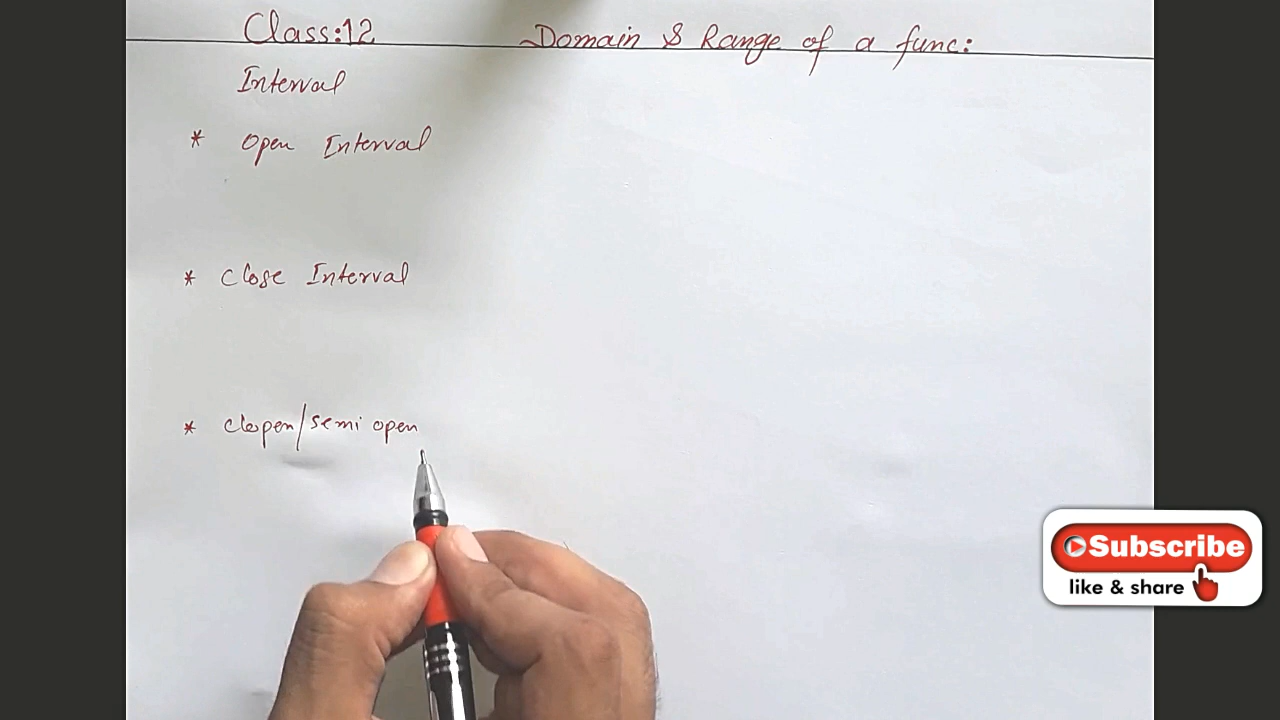 Class:12 Domain & Range of a func:
Interval
* Open Interval
* Close Interval
* Clopen/semi open
Subscribe
like & share